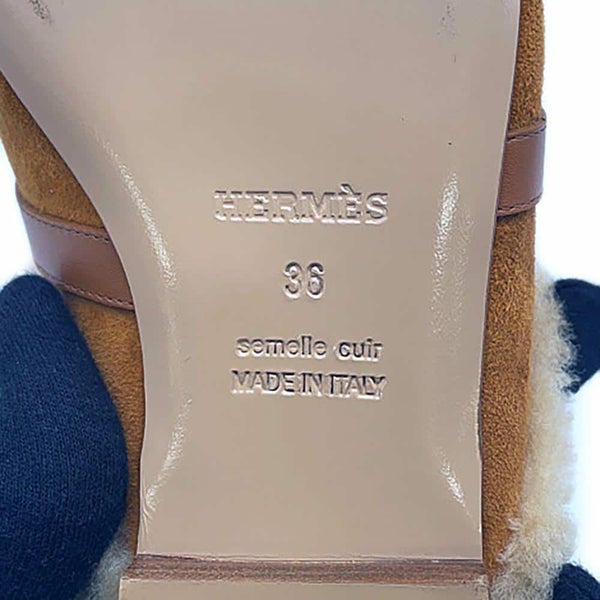 HERMÈS
36
semelle cuir
MADE IN ITALY